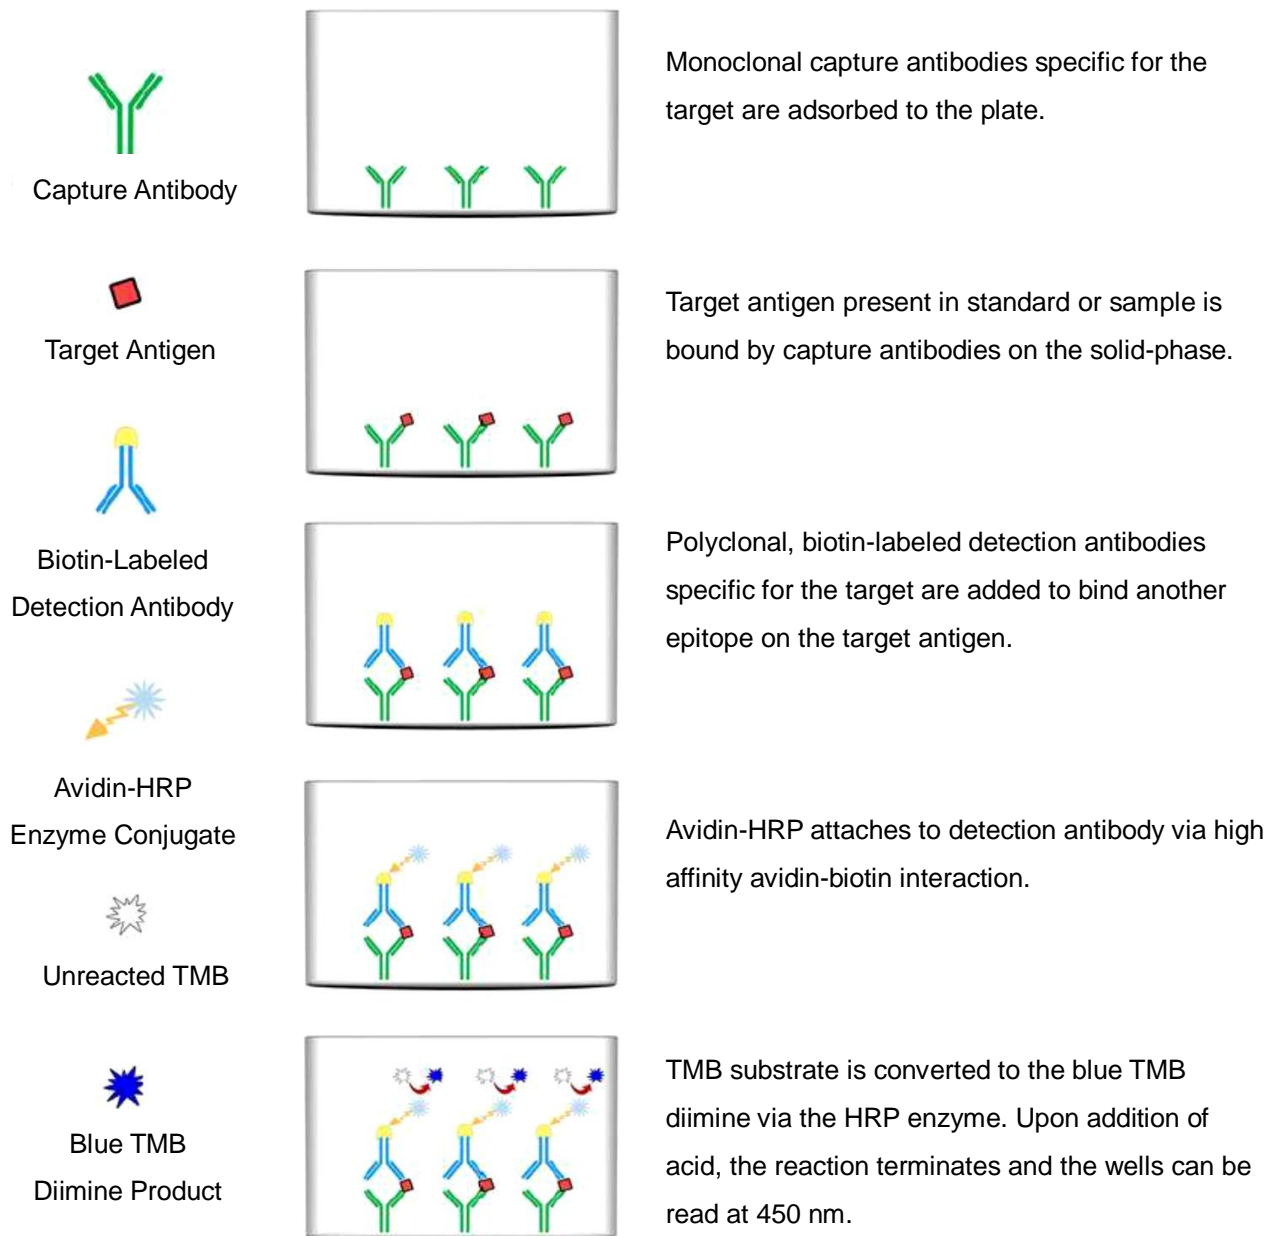 Monoclonal capture antibodies specific for the
target are adsorbed to the plate.
Capture Antibody
Target antigen present in standard or sample is
bound by capture antibodies on the solid-phase.
Target Antigen
Polyclonal, biotin-labeled detection antibodies
specific for the target are added to bind another
epitope on the target antigen.
Biotin-Labeled
Detection Antibody
Avidin-HRP
Enzyme Conjugate
Avidin-HRP attaches to detection antibody via high
affinity avidin-biotin interaction.
Unreacted TMB
TMB substrate is converted to the blue TMB
diimine via the HRP enzyme. Upon addition of
acid, the reaction terminates and the wells can be
read at 450 nm.
Blue TMB
Diimine Product